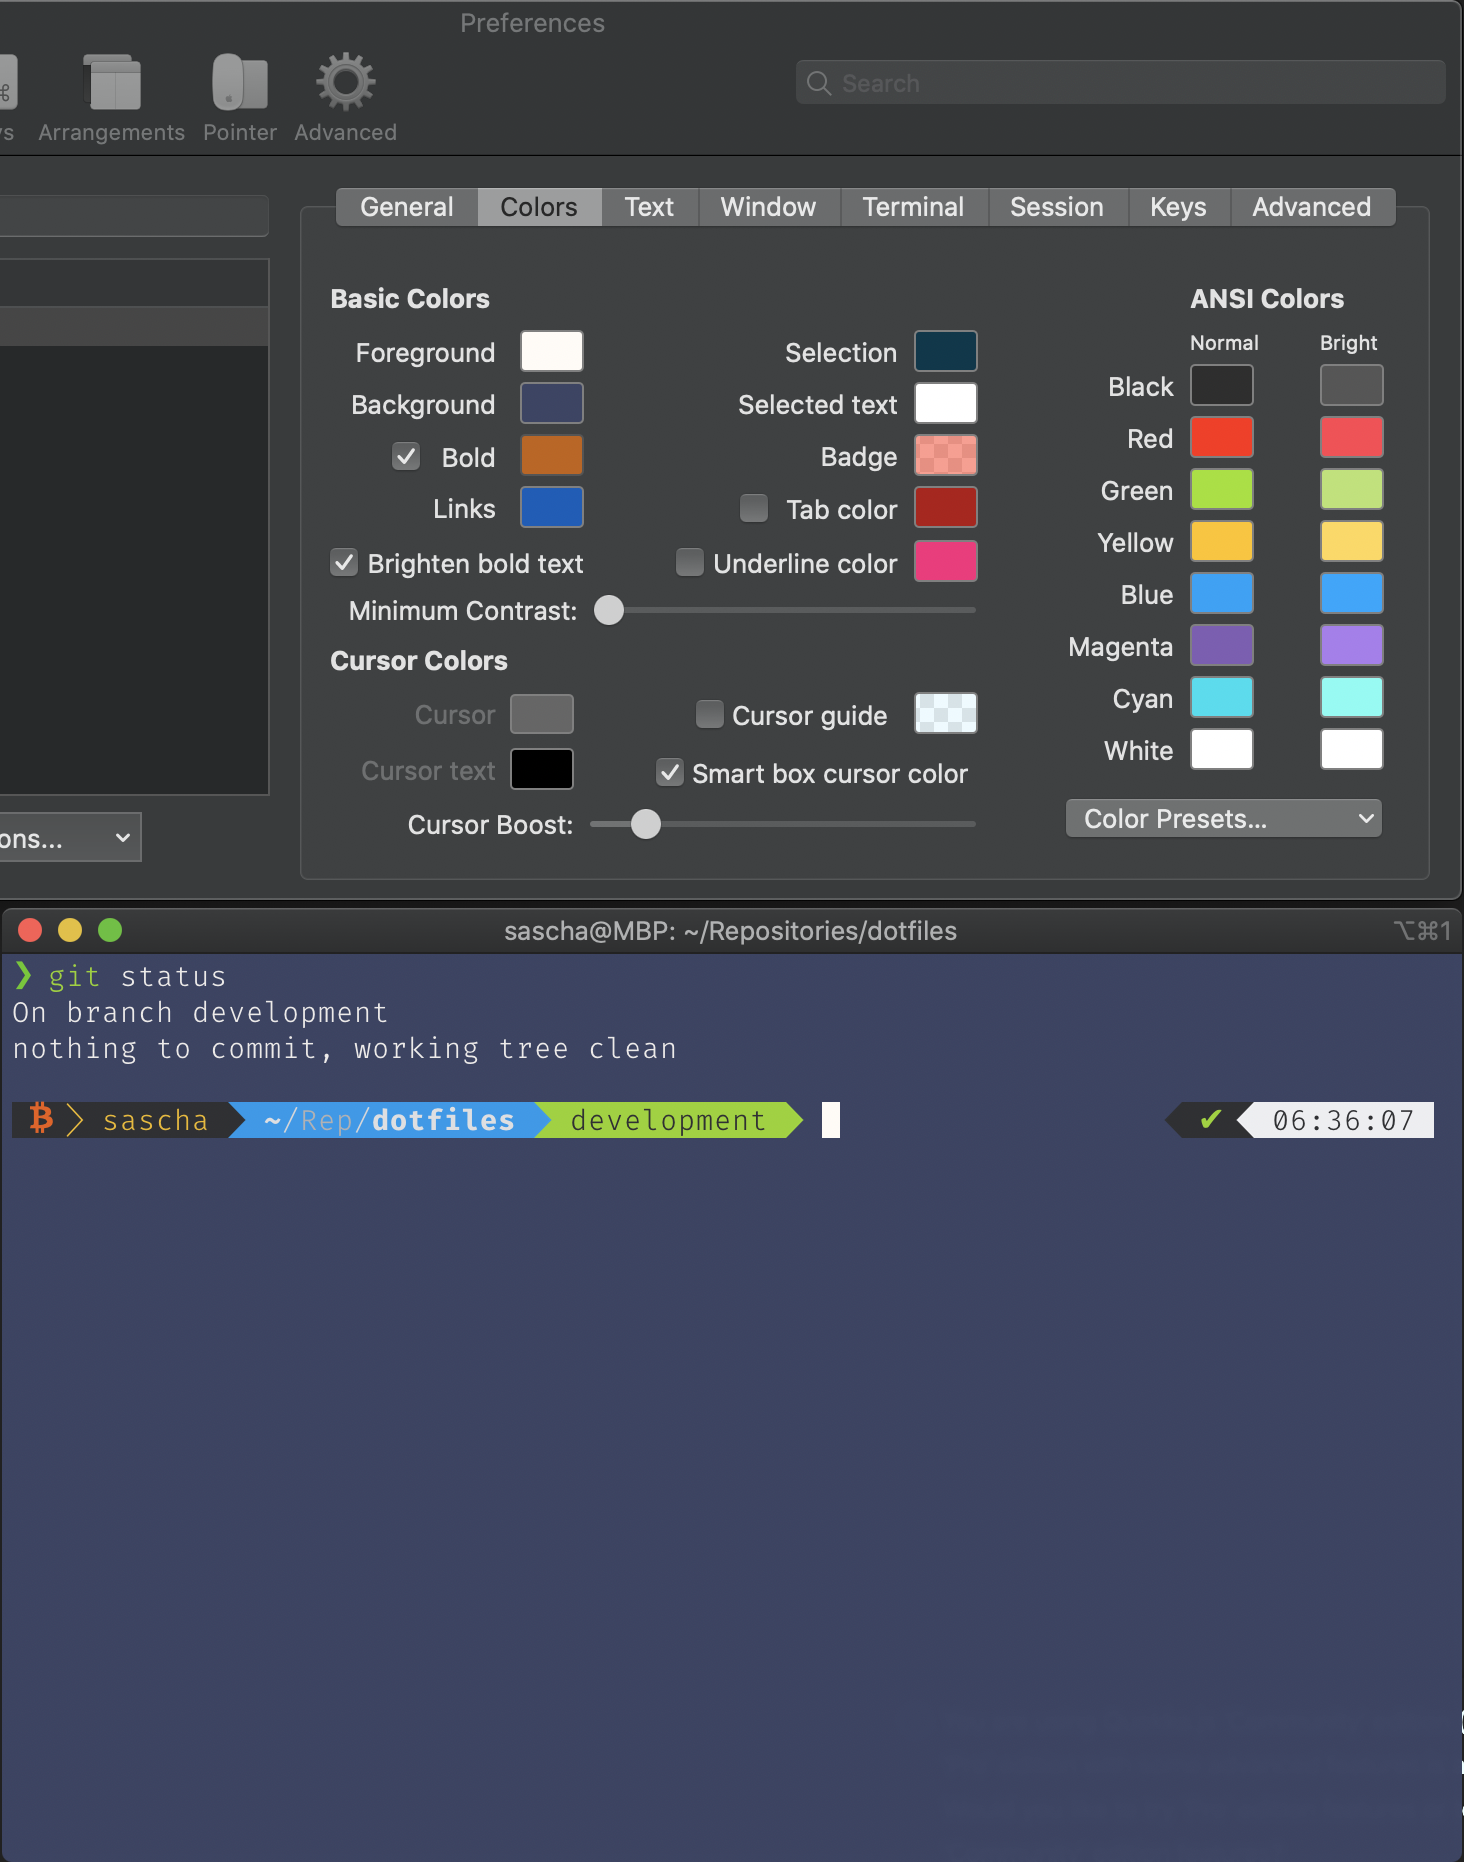 Preferences
Arrangements Pointer Advanced
Search
General Colors Text Window Terminal Session Keys Advanced
Basic Colors
Foreground
Background
Bold
Links
Brighten bold text
Minimum Contrast:
Selection
Selected text
Badge
Tab color
Underline color
Cursor Colors
Cursor
Cursor text
Cursor guide
Smart box cursor color
Cursor Boost:
ANSI Colors
Normal Bright
Black
Red
Green
Yellow
Blue
Magenta
Cyan
White
Color Presets...
ons...
sascha@MBP: ~/Repositories/dotfiles ⌥⌘1
❯ git status
On branch development
nothing to commit, working tree clean
₿ sascha ~/Rep/dotfiles development ✔ 06:36:07